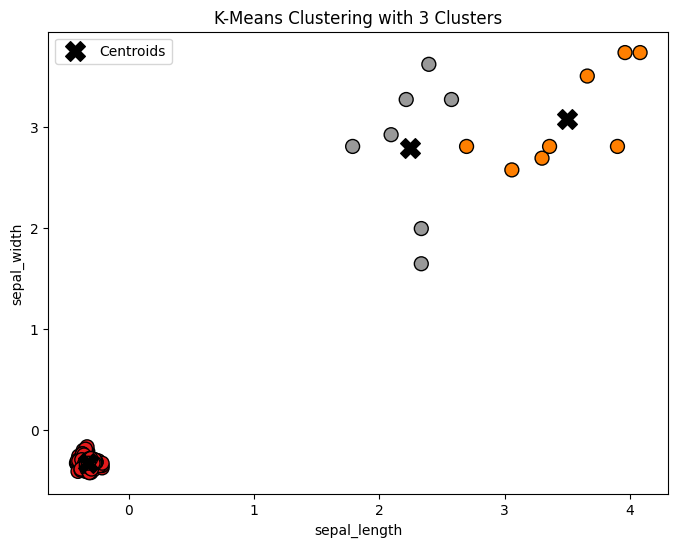 K-Means Clustering with 3 Clusters
Centroids
sepal_width
3
2
1
0
0 1 2 3 4
sepal_length